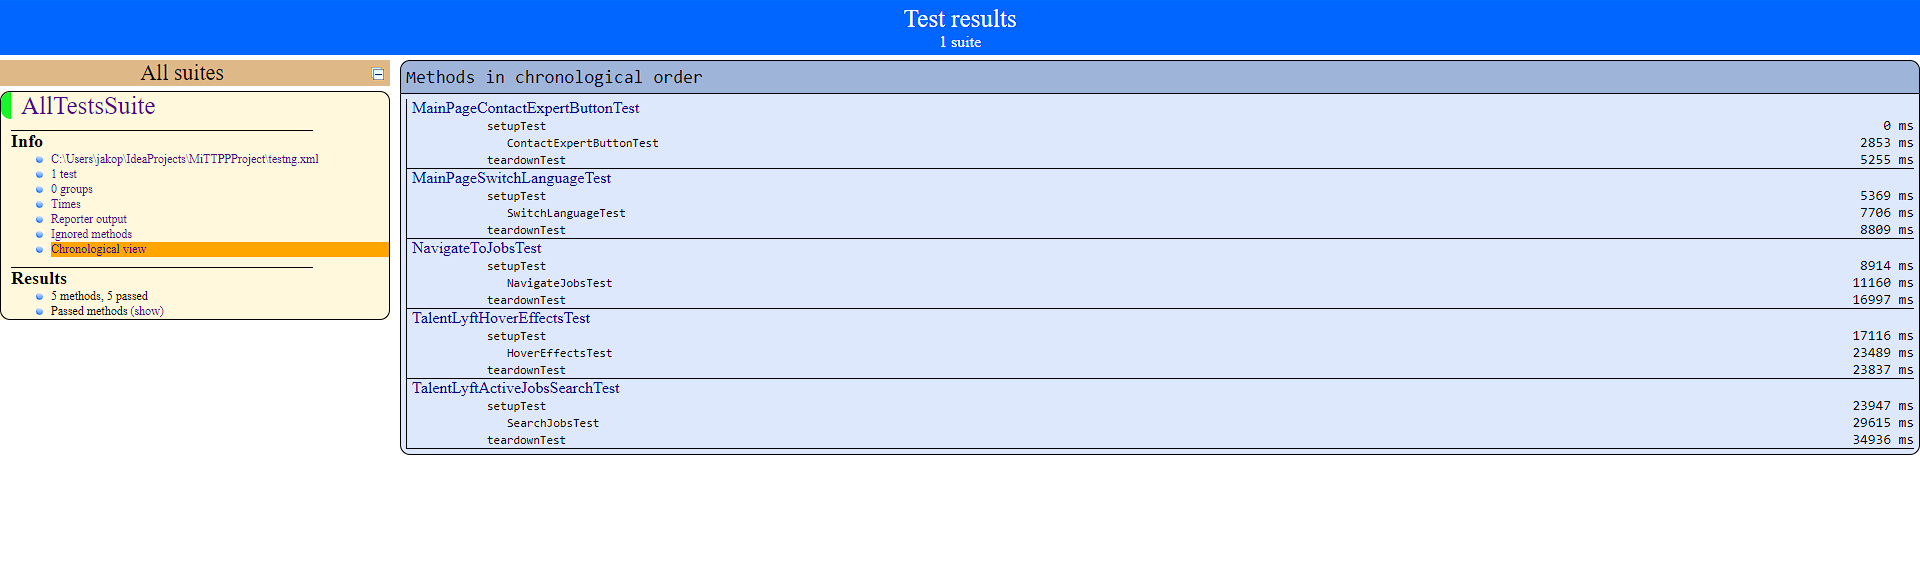 Test results
1 suite
All suites
AllTestsSuite
Info
C:\Users\jakop\IdeaProjects\MiTTPPProject\testng.xml
1 test
0 groups
Times
Reporter output
Ignored methods
Chronological view
Results
5 methods, 5 passed
Passed methods (show)
Methods in chronological order
MainPageContactExpertButtonTest
setupTest 0 ms
ContactExpertButtonTest 2853 ms
teardownTest 5255 ms
MainPageSwitchLanguageTest
setupTest 5369 ms
SwitchLanguageTest 7706 ms
teardownTest 8809 ms
NavigateToJobsTest
setupTest 8914 ms
NavigateJobsTest 11160 ms
teardownTest 16997 ms
TalentLyftHoverEffectsTest
setupTest 17116 ms
HoverEffectsTest 23489 ms
teardownTest 23837 ms
TalentLyftActiveJobsSearchTest
setupTest 23947 ms
SearchJobsTest 29615 ms
teardownTest 34936 ms